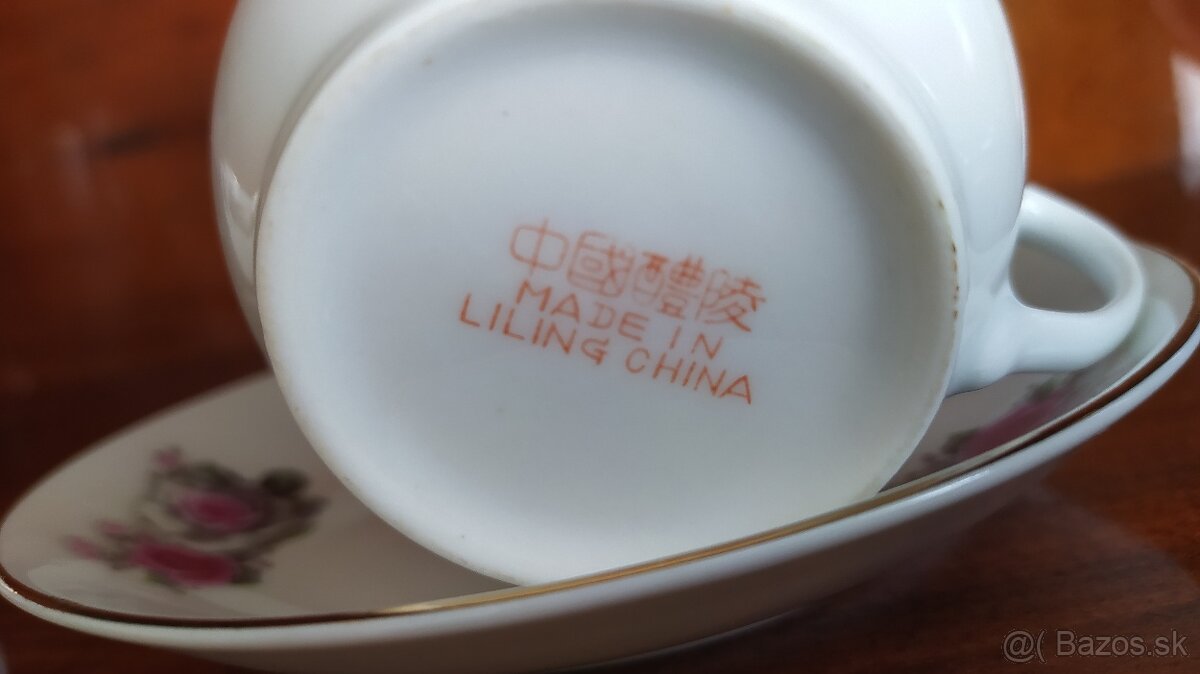 中國醴陵
MADE IN
LILING CHINA
@( Bazos.sk